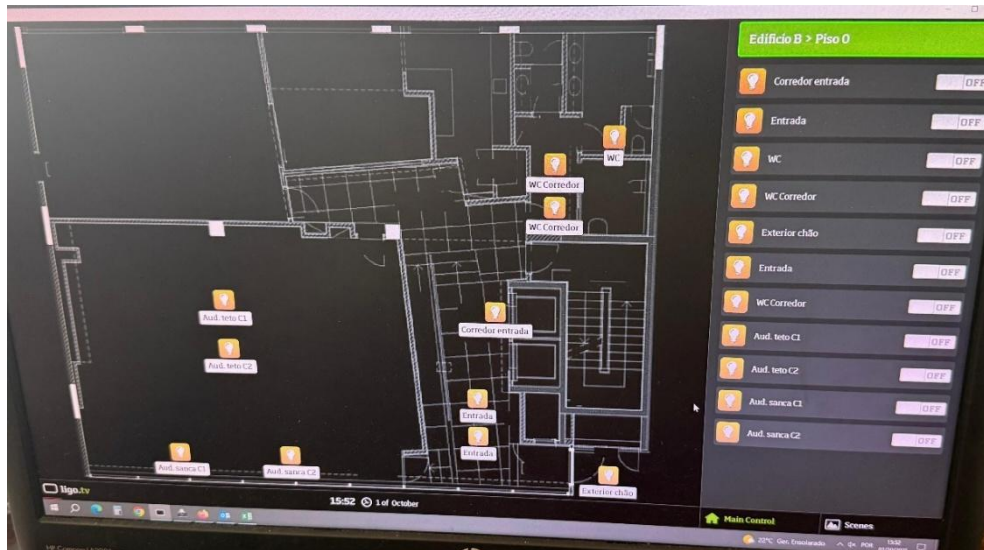 Edifício B > Piso 0
Corredor entrada
OFF
Entrada
OFF
WC
OFF
WC Corredor
OFF
Exterior chão
OFF
Entrada
OFF
WC Corredor
OFF
Aud. teto C1
OFF
Aud. teto C2
OFF
Aud. sanca C1
OFF
Aud. sanca C2
OFF
WC
WC Corredor
WC Corredor
Aud. teto C1
Corredor entrada
Aud. teto C2
Entrada
Entrada
Aud. sanca C1
Aud. sanca C2
Exterior chão
ligo.tv
15:52
1 of October
Main Control
Scenes
22°C Ger. Ensolarado
POR